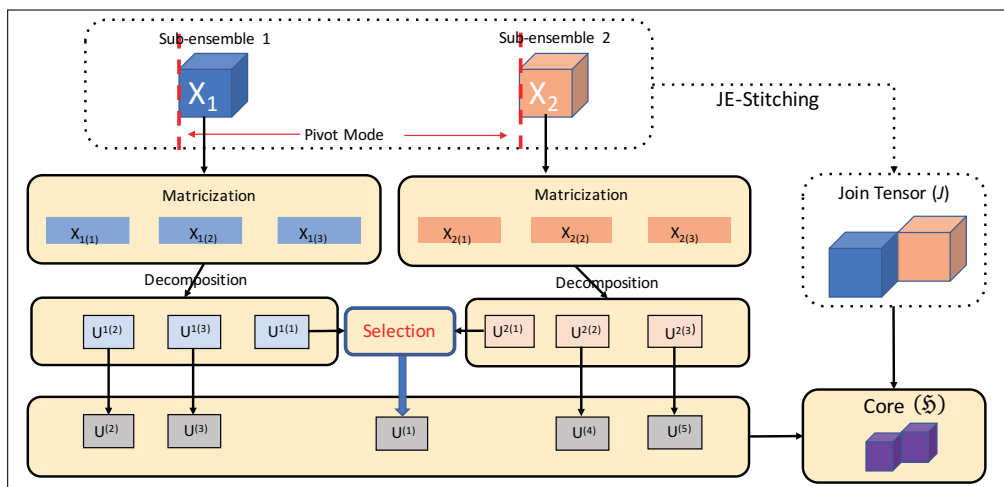 Sub-ensemble 1
Sub-ensemble 2
X1
X2
Pivot Mode
JE-Stitching
Matricization
X1(1)
X1(2)
X1(3)
Matricization
X2(1)
X2(2)
X2(3)
Join Tensor (J)
Decomposition
Decomposition
U1(2)
U1(3)
U1(1)
Selection
U2(1)
U2(2)
U2(3)
U(2)
U(3)
U(1)
U(4)
U(5)
Core (ℌ)